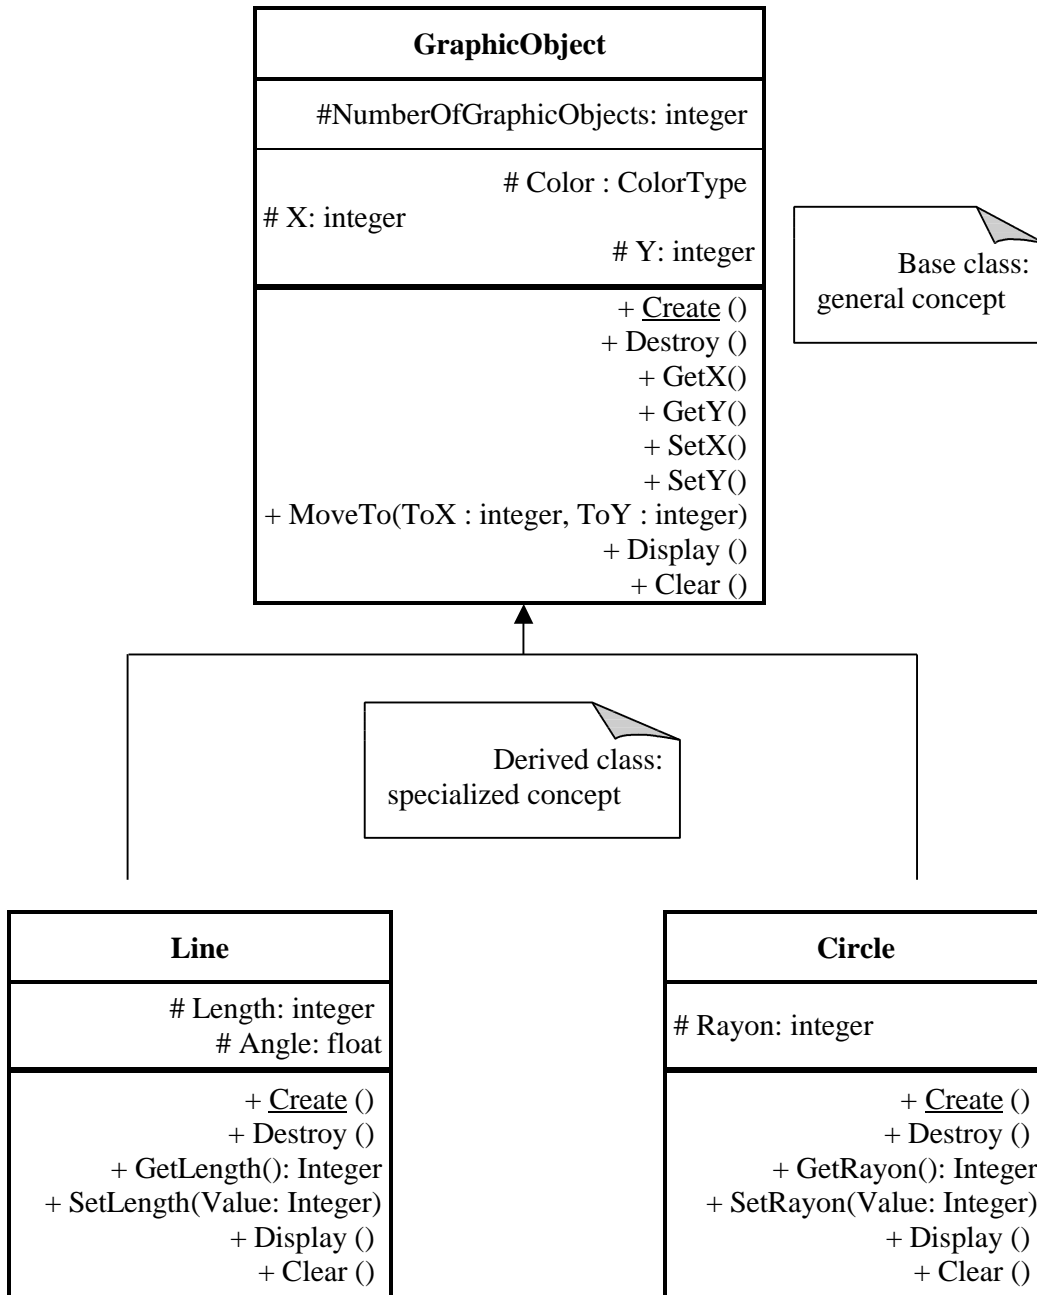 GraphicObject
#NumberOfGraphicObjects: integer
# Color : ColorType
# X: integer
# Y: integer
+ Create ()
+ Destroy ()
+ GetX()
+ GetY()
+ SetX()
+ SetY()
+ MoveTo(ToX : integer, ToY : integer)
+ Display ()
+ Clear ()
Base class:
general concept
Derived class:
specialized concept
Line
# Length: integer
# Angle: float
+ Create ()
+ Destroy ()
+ GetLength(): Integer
+ SetLength(Value: Integer)
+ Display ()
+ Clear ()
Circle
# Rayon: integer
+ Create ()
+ Destroy ()
+ GetRayon(): Integer
+ SetRayon(Value: Integer)
+ Display ()
+ Clear ()